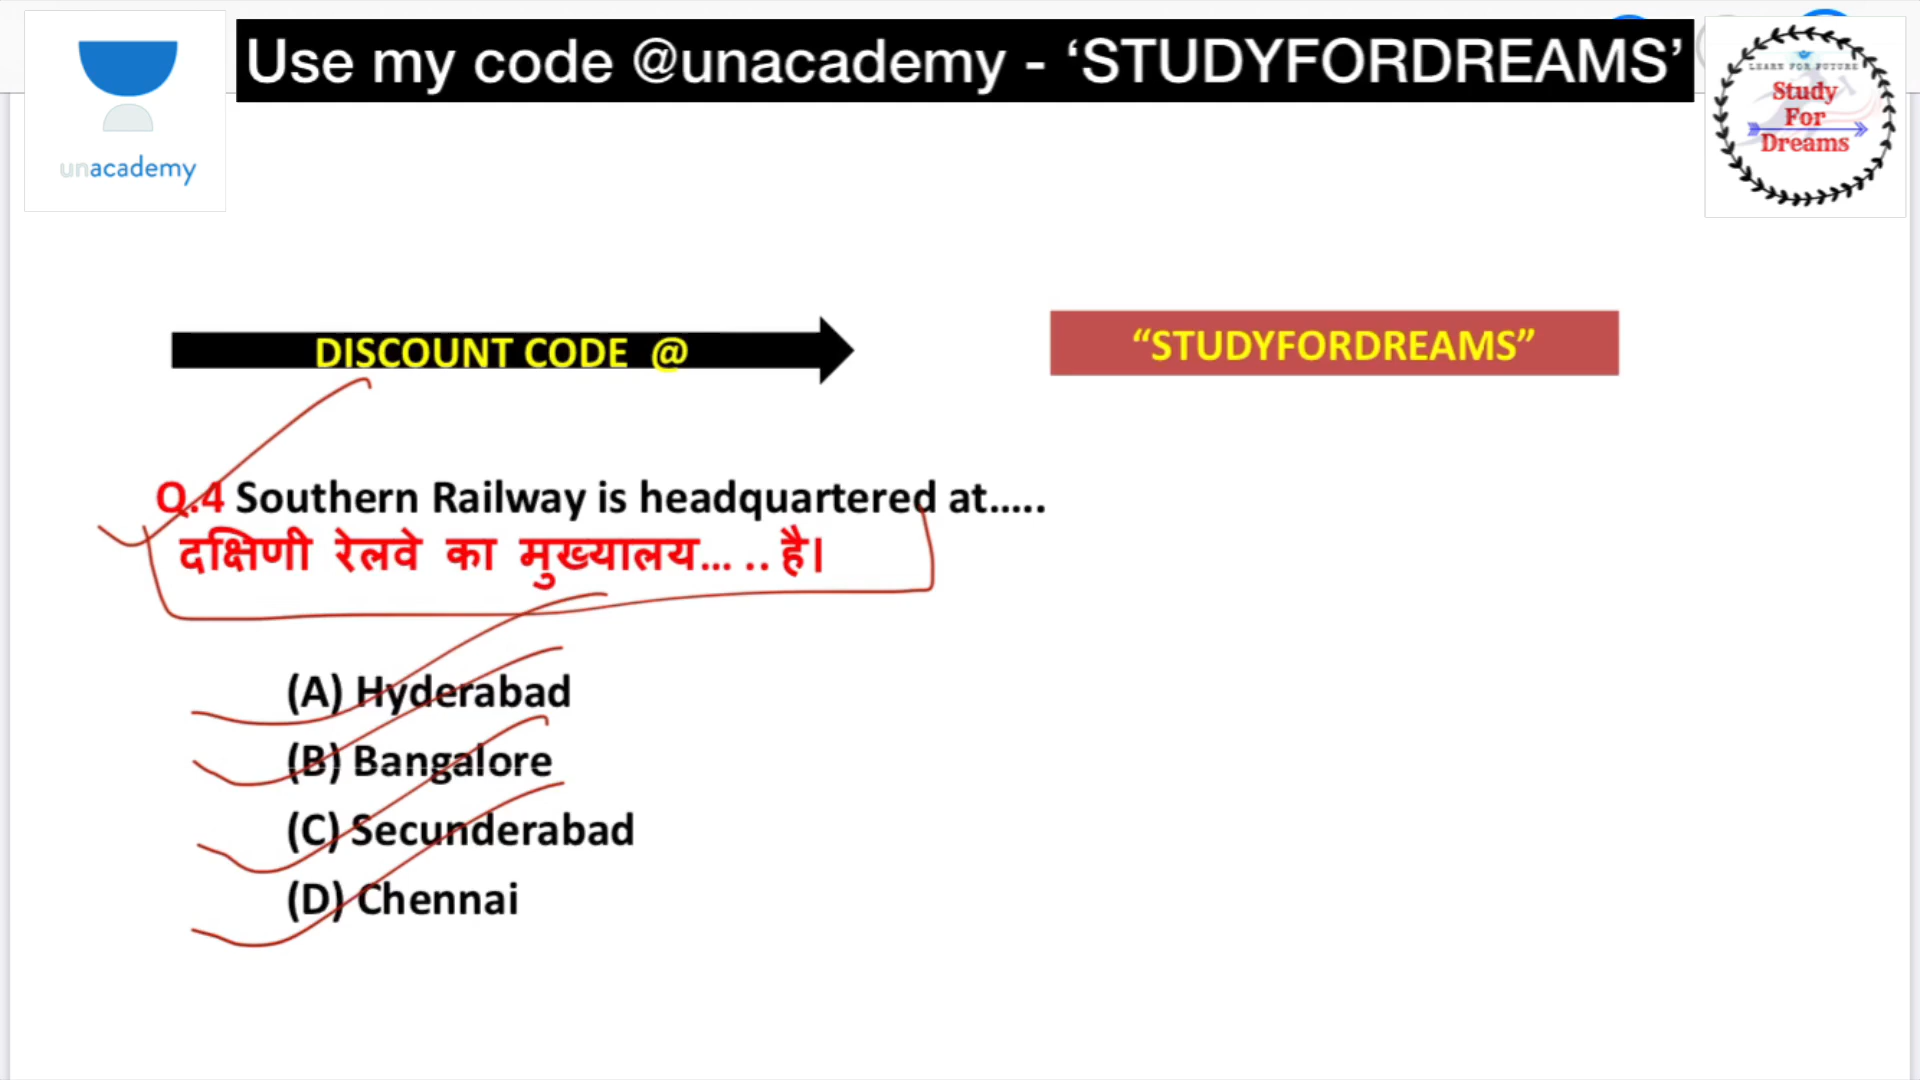 Use my code @unacademy - ‘STUDYFORDREAMS’
unacademy
LEARN FOR FUTURE
Study
For
Dreams
DISCOUNT CODE @
“STUDYFORDREAMS”
Q.4 Southern Railway is headquartered at.....
दक्षिणी रेलवे का मुख्यालय... .. है।
(A) Hyderabad
(B) Bangalore
(C) Secunderabad
(D) Chennai